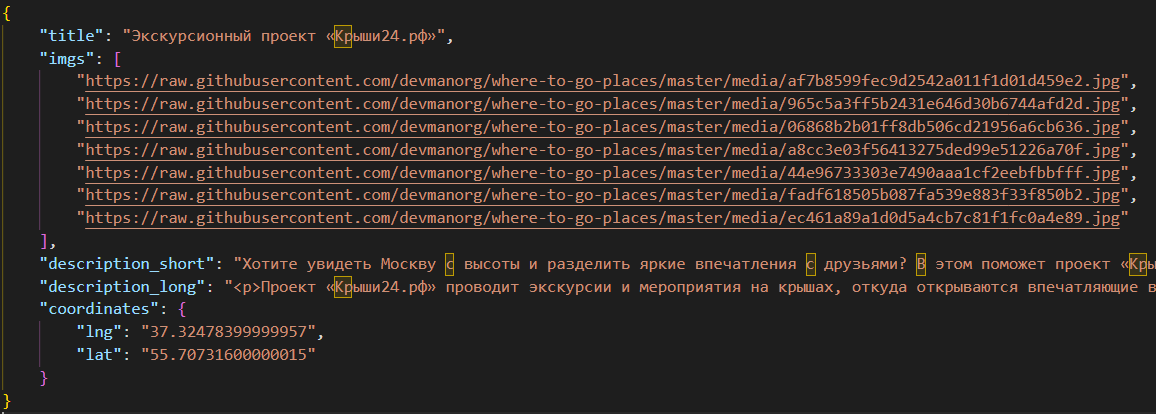 {
"title": "Экскурсионный проект «Крыши24.рф»",
"imgs": [
"https://raw.githubusercontent.com/devmanorg/where-to-go-places/master/media/af7b8599fec9d2542a011f1d01d459e2.jpg",
"https://raw.githubusercontent.com/devmanorg/where-to-go-places/master/media/965c5a3ff5b2431e646d30b6744afd2d.jpg",
"https://raw.githubusercontent.com/devmanorg/where-to-go-places/master/media/06868b2b01ff8db506cd21956a6cb636.jpg",
"https://raw.githubusercontent.com/devmanorg/where-to-go-places/master/media/a8cc3e03f56413275ded99e51226a70f.jpg",
"https://raw.githubusercontent.com/devmanorg/where-to-go-places/master/media/44e96733303e7490aaa1cf2eebfbbfff.jpg",
"https://raw.githubusercontent.com/devmanorg/where-to-go-places/master/media/fadf618505b087fa539e883f33f850b2.jpg",
"https://raw.githubusercontent.com/devmanorg/where-to-go-places/master/media/ec461a89a1d0d5a4cb7c81f1fc0a4e89.jpg"
],
"description_short": "Хотите увидеть Москву с высоты и разделить яркие впечатления с друзьями? В этом поможет проект «Кры
"description_long": "<p>Проект «Крыши24.рф» проводит экскурсии и мероприятия на крышах, откуда открываются впечатляющие в
"coordinates": {
"lng": "37.32478399999957",
"lat": "55.70731600000015"
}
}